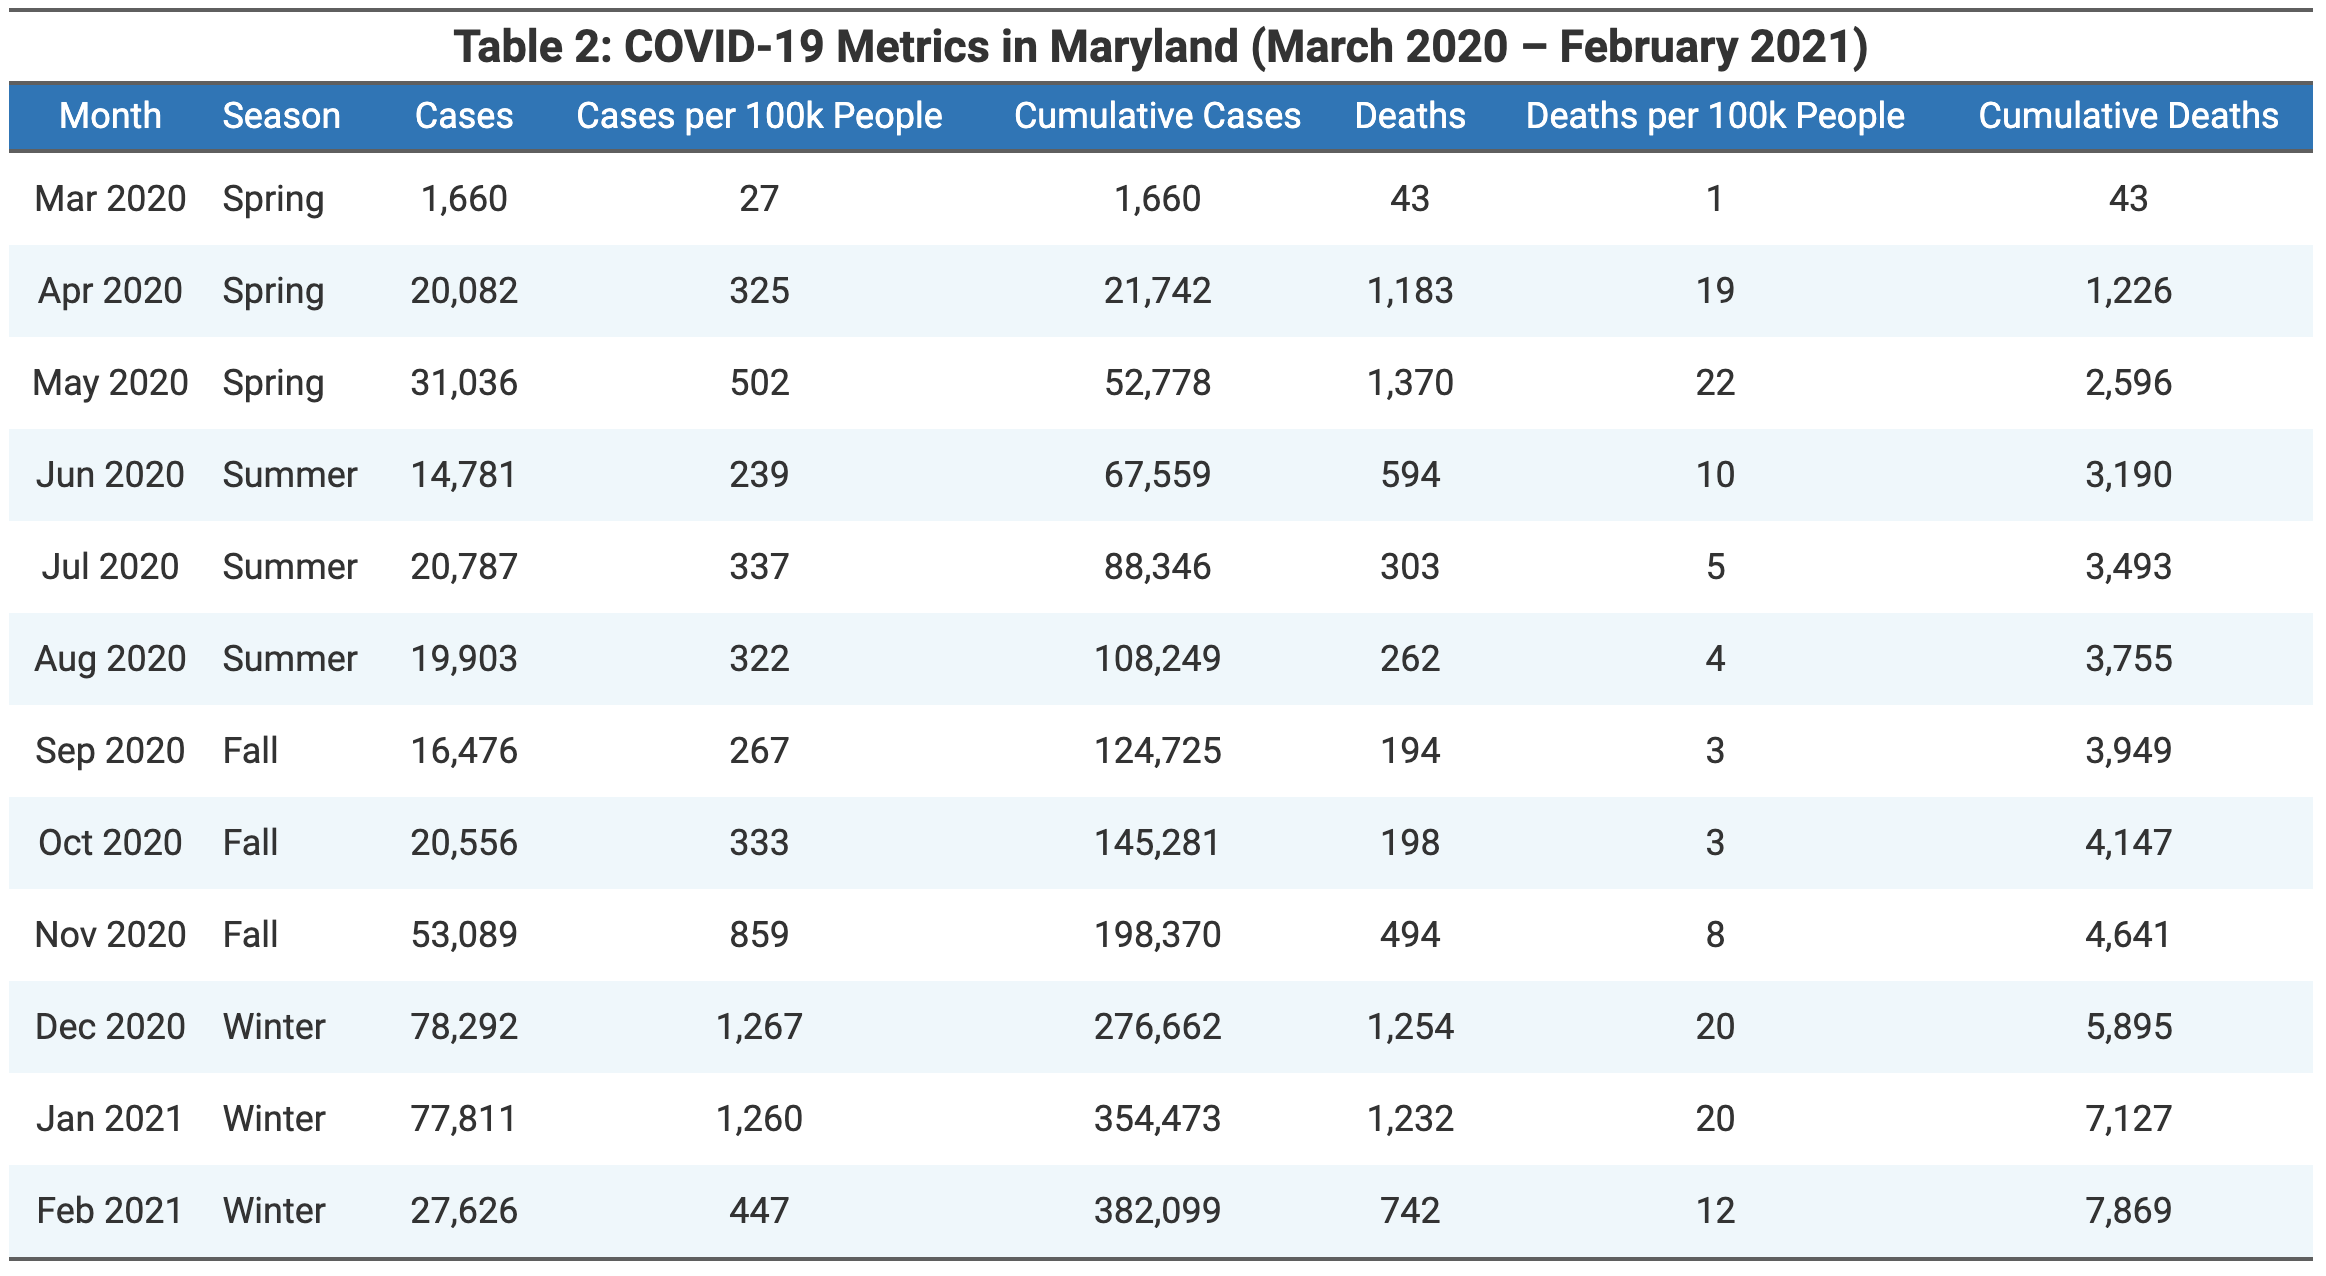 Table 2: COVID-19 Metrics in Maryland (March 2020 – February 2021)
Month Season Cases Cases per 100k People Cumulative Cases Deaths Deaths per 100k People Cumulative Deaths
Mar 2020 Spring 1,660 27 1,660 43 1 43
Apr 2020 Spring 20,082 325 21,742 1,183 19 1,226
May 2020 Spring 31,036 502 52,778 1,370 22 2,596
Jun 2020 Summer 14,781 239 67,559 594 10 3,190
Jul 2020 Summer 20,787 337 88,346 303 5 3,493
Aug 2020 Summer 19,903 322 108,249 262 4 3,755
Sep 2020 Fall 16,476 267 124,725 194 3 3,949
Oct 2020 Fall 20,556 333 145,281 198 3 4,147
Nov 2020 Fall 53,089 859 198,370 494 8 4,641
Dec 2020 Winter 78,292 1,267 276,662 1,254 20 5,895
Jan 2021 Winter 77,811 1,260 354,473 1,232 20 7,127
Feb 2021 Winter 27,626 447 382,099 742 12 7,869